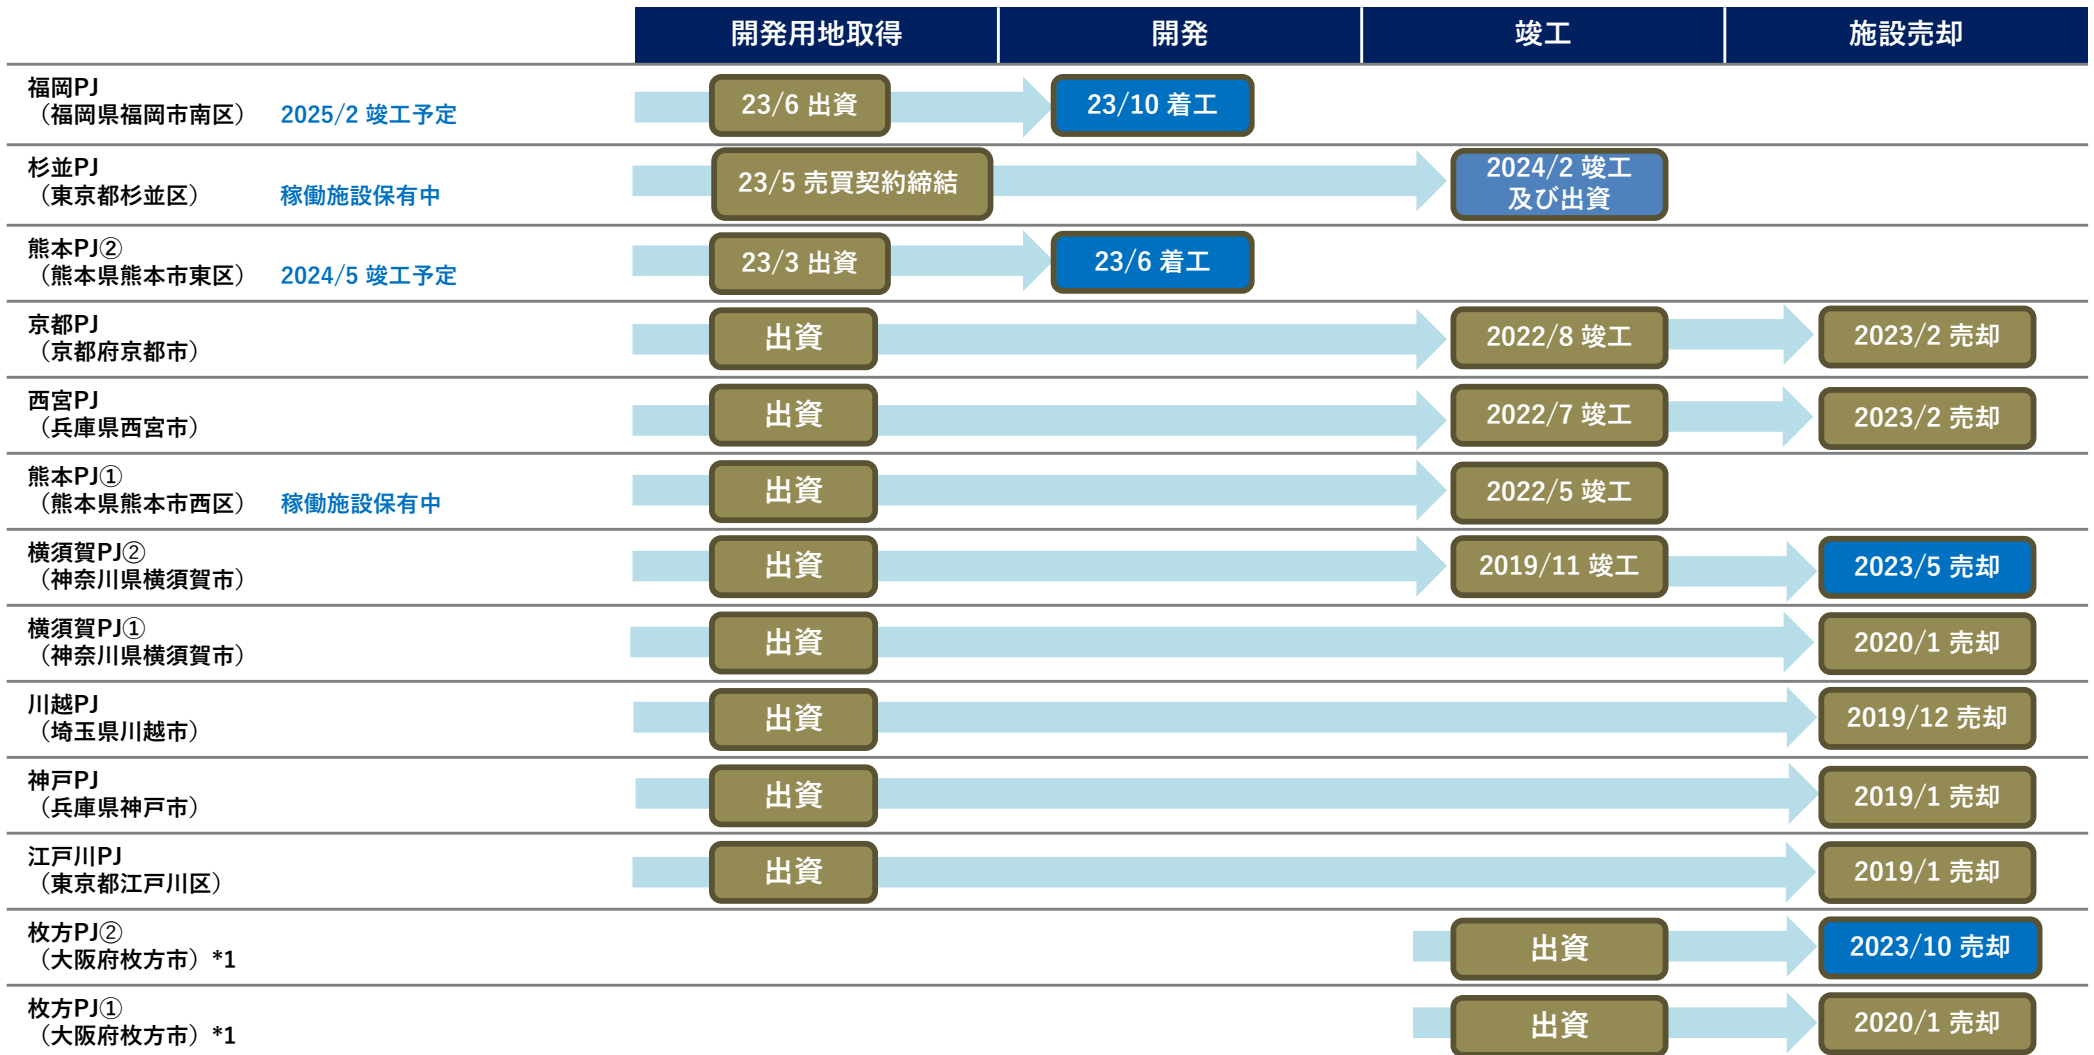 開発用地取得
開発
竣工
施設売却
福岡PJ
（福岡県福岡市南区） 2025/2 竣工予定
23/6 出資
23/10 着工
杉並PJ
（東京都杉並区） 稼働施設保有中
23/5 売買契約締結
2024/2 竣工
及び出資
熊本PJ②
（熊本県熊本市東区） 2024/5 竣工予定
23/3 出資
23/6 着工
京都PJ
（京都府京都市）
出資
2022/8 竣工
2023/2 売却
西宮PJ
（兵庫県西宮市）
出資
2022/7 竣工
2023/2 売却
熊本PJ①
（熊本県熊本市西区） 稼働施設保有中
出資
2022/5 竣工
横須賀PJ②
（神奈川県横須賀市）
出資
2019/11 竣工
2023/5 売却
横須賀PJ①
（神奈川県横須賀市）
出資
2020/1 売却
川越PJ
（埼玉県川越市）
出資
2019/12 売却
神戸PJ
（兵庫県神戸市）
出資
2019/1 売却
江戸川PJ
（東京都江戸川区）
出資
2019/1 売却
枚方PJ②
（大阪府枚方市）*1
出資
2023/10 売却
枚方PJ①
（大阪府枚方市）*1
出資
2020/1 売却